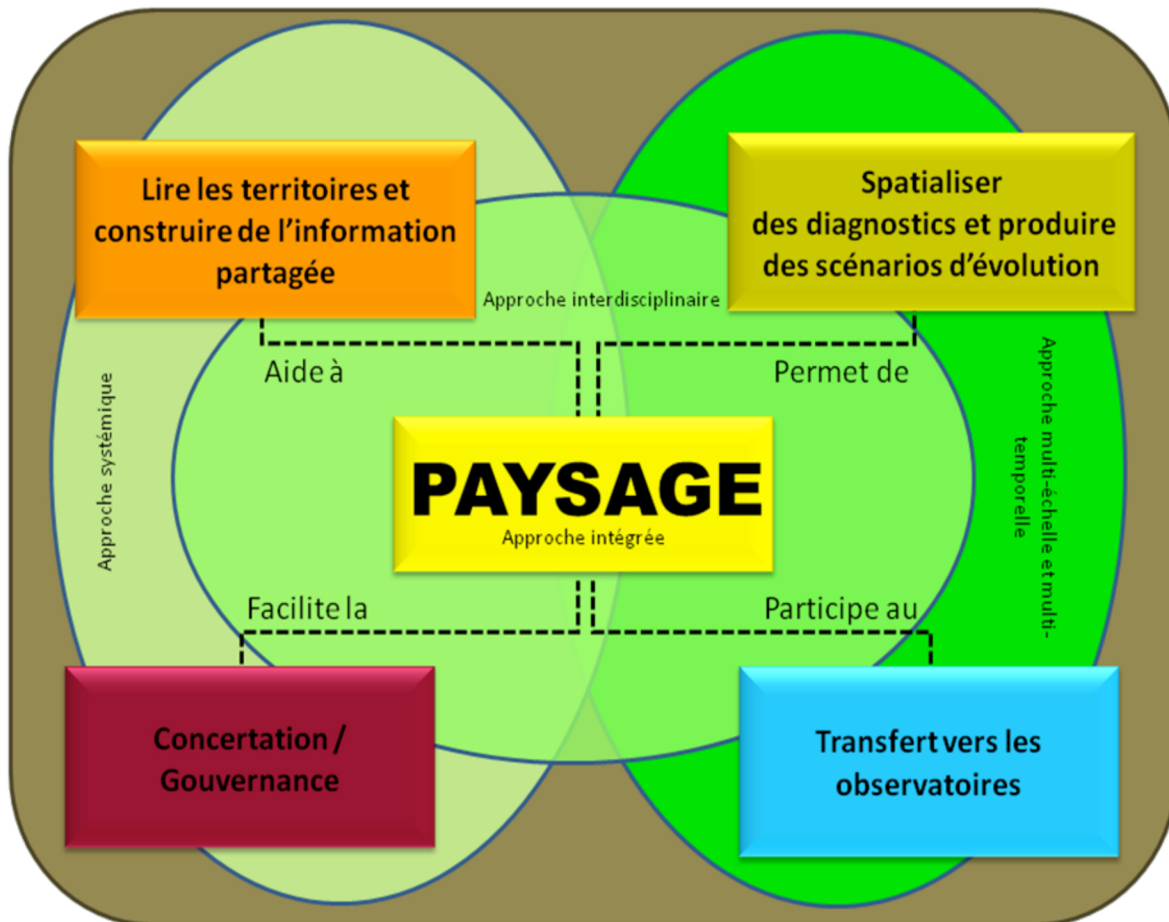 Lire les territoires et
construire de l'information
partagée
Spatialiser
des diagnostics et produire
des scénarios d'évolution
Approche interdisciplinaire
Aide à
Permet de
Approche systémique
Approche multi-échelle et multi-
temporelle
PAYSAGE
Approche intégrée
Facilite la
Participe au
Concertation /
Gouvernance
Transfert vers les
observatoires